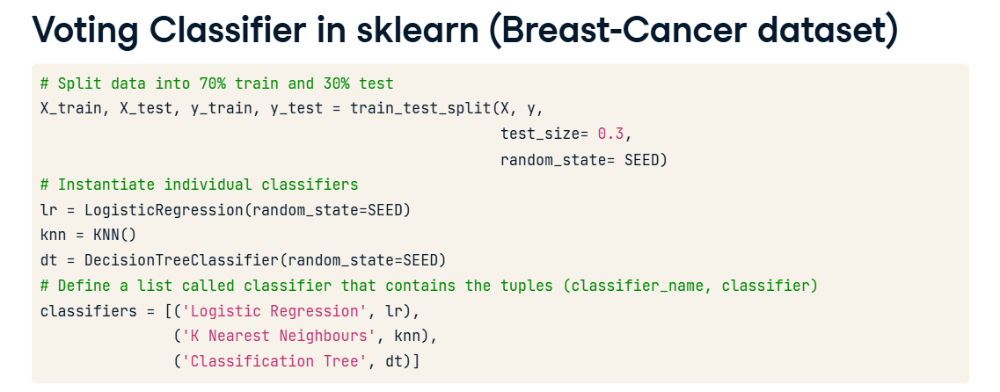 Voting Classifier in sklearn (Breast-Cancer dataset)
# Split data into 70% train and 30% test
X_train, X_test, y_train, y_test = train_test_split(X, y,
test_size= 0.3,
random_state= SEED)
# Instantiate individual classifiers
lr = LogisticRegression(random_state=SEED)
knn = KNN()
dt = DecisionTreeClassifier(random_state=SEED)
# Define a list called classifier that contains the tuples (classifier_name, classifier)
classifiers = [('Logistic Regression', lr),
('K Nearest Neighbours', knn),
('Classification Tree', dt)]